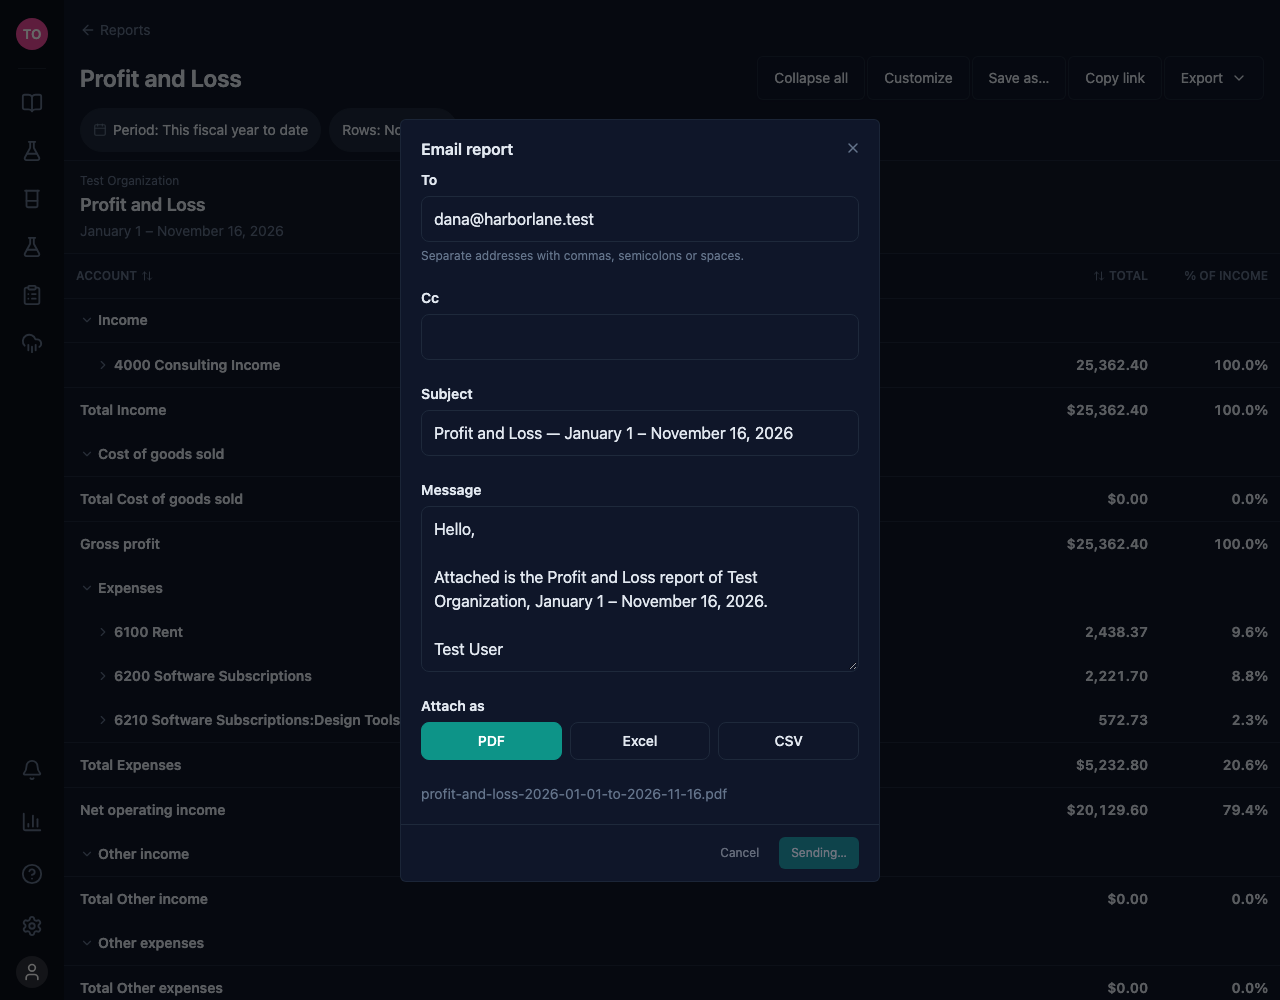 TO
Reports
Profit and Loss
Collapse all
Customize
Save as...
Copy link
Export
Period: This fiscal year to date
Rows: No
Test Organization
Profit and Loss
January 1 – November 16, 2026
ACCOUNT
TOTAL
% OF INCOME
Income
4000 Consulting Income
25,362.40
100.0%
Total Income
$25,362.40
100.0%
Cost of goods sold
Total Cost of goods sold
$0.00
0.0%
Gross profit
$25,362.40
100.0%
Expenses
6100 Rent
2,438.37
9.6%
6200 Software Subscriptions
2,221.70
8.8%
6210 Software Subscriptions:Design Tools
572.73
2.3%
Total Expenses
$5,232.80
20.6%
Net operating income
$20,129.60
79.4%
Other income
Total Other income
$0.00
0.0%
Other expenses
Total Other expenses
$0.00
0.0%
Email report
To
dana@harborlane.test
Separate addresses with commas, semicolons or spaces.
Cc
Subject
Profit and Loss — January 1 – November 16, 2026
Message
Hello,
Attached is the Profit and Loss report of Test
Organization, January 1 – November 16, 2026.
Test User
Attach as
PDF
Excel
CSV
profit-and-loss-2026-01-01-to-2026-11-16.pdf
Cancel
Sending...